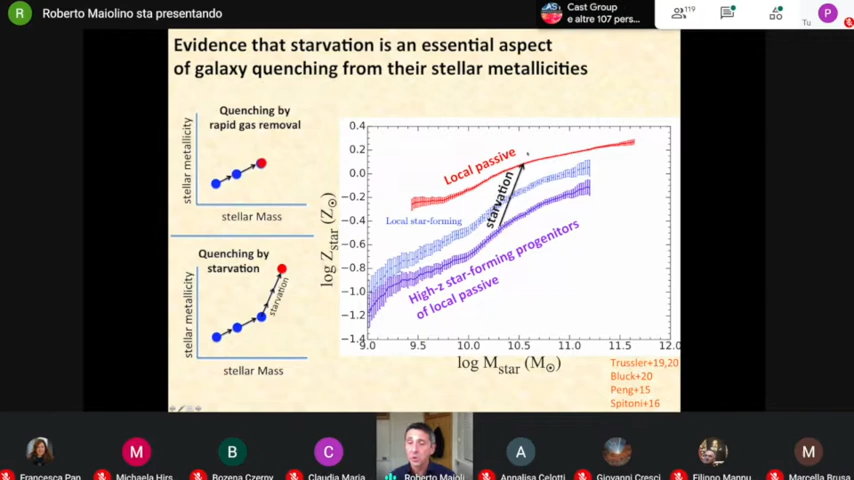 R Roberto Maiolino sta presentando
AS
Cast Group
e altre 107 pers...
119
Tu
P
Evidence that starvation is an essential aspect
of galaxy quenching from their stellar metallicities
Quenching by
rapid gas removal
stellar metallicity
stellar Mass
Quenching by
starvation
stellar metallicity
starvation
stellar Mass
0.4
0.2
0.0
−0.2
−0.4
−0.6
−0.8
−1.0
−1.2
−1.4
log Zstar (Z⊙)
Local passive
starvation
Local star-forming
High-z star-forming progenitors
of local passive
9.0 9.5 10.0 10.5 11.0 11.5 12.0
log Mstar (M⊙)
Trussler+19,20
Bluck+20
Peng+15
Spitoni+16
M B C A M
Francesca Pan
Michaela Hirs
Bozena Czerny
Claudia Maria
Roberto Maioli
Annalisa Celotti
Giovanni Cresci
Filippo Mannu
Marcella Brusa